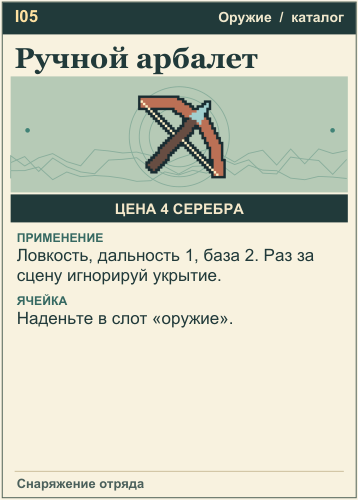 I05
Оружие / каталог
Ручной арбалет
ЦЕНА 4 СЕРЕБРА
ПРИМЕНЕНИЕ
Ловкость, дальность 1, база 2. Раз за
сцену игнорируй укрытие.
ЯЧЕЙКА
Наденьте в слот «оружие».
Снаряжение отряда